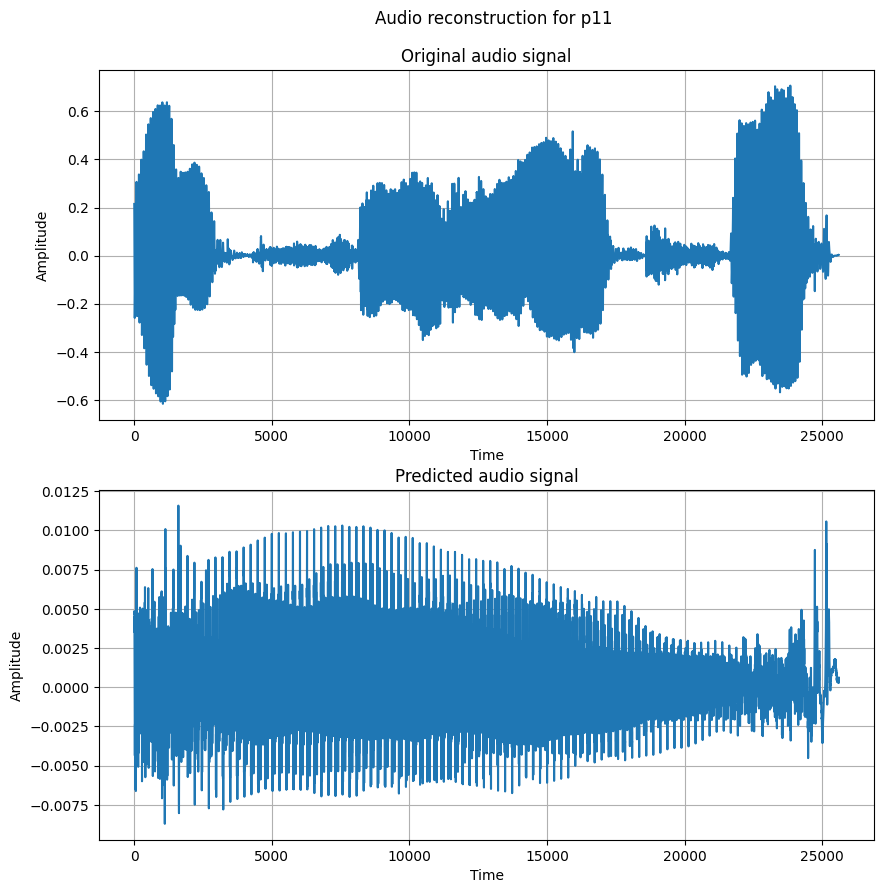 Audio reconstruction for p11
Original audio signal
Amplitude
0.6
0.4
0.2
0.0
−0.2
−0.4
−0.6
0 5000 10000 15000 20000 25000
Time
Predicted audio signal
Amplitude
0.0125
0.0100
0.0075
0.0050
0.0025
0.0000
−0.0025
−0.0050
−0.0075
0 5000 10000 15000 20000 25000
Time